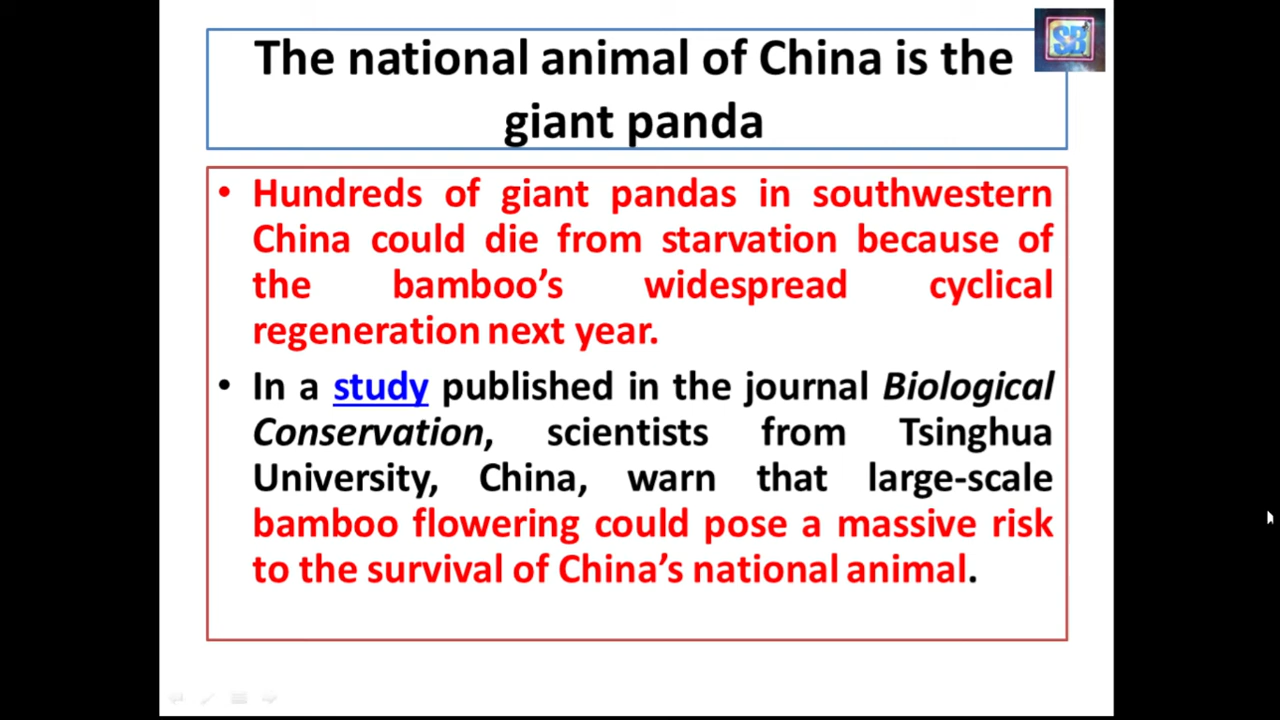 The national animal of China is the
giant panda
SB
• Hundreds of giant pandas in southwestern
China could die from starvation because of
the bamboo’s widespread cyclical
regeneration next year.
• In a study published in the journal Biological
Conservation, scientists from Tsinghua
University, China, warn that large-scale
bamboo flowering could pose a massive risk
to the survival of China’s national animal.